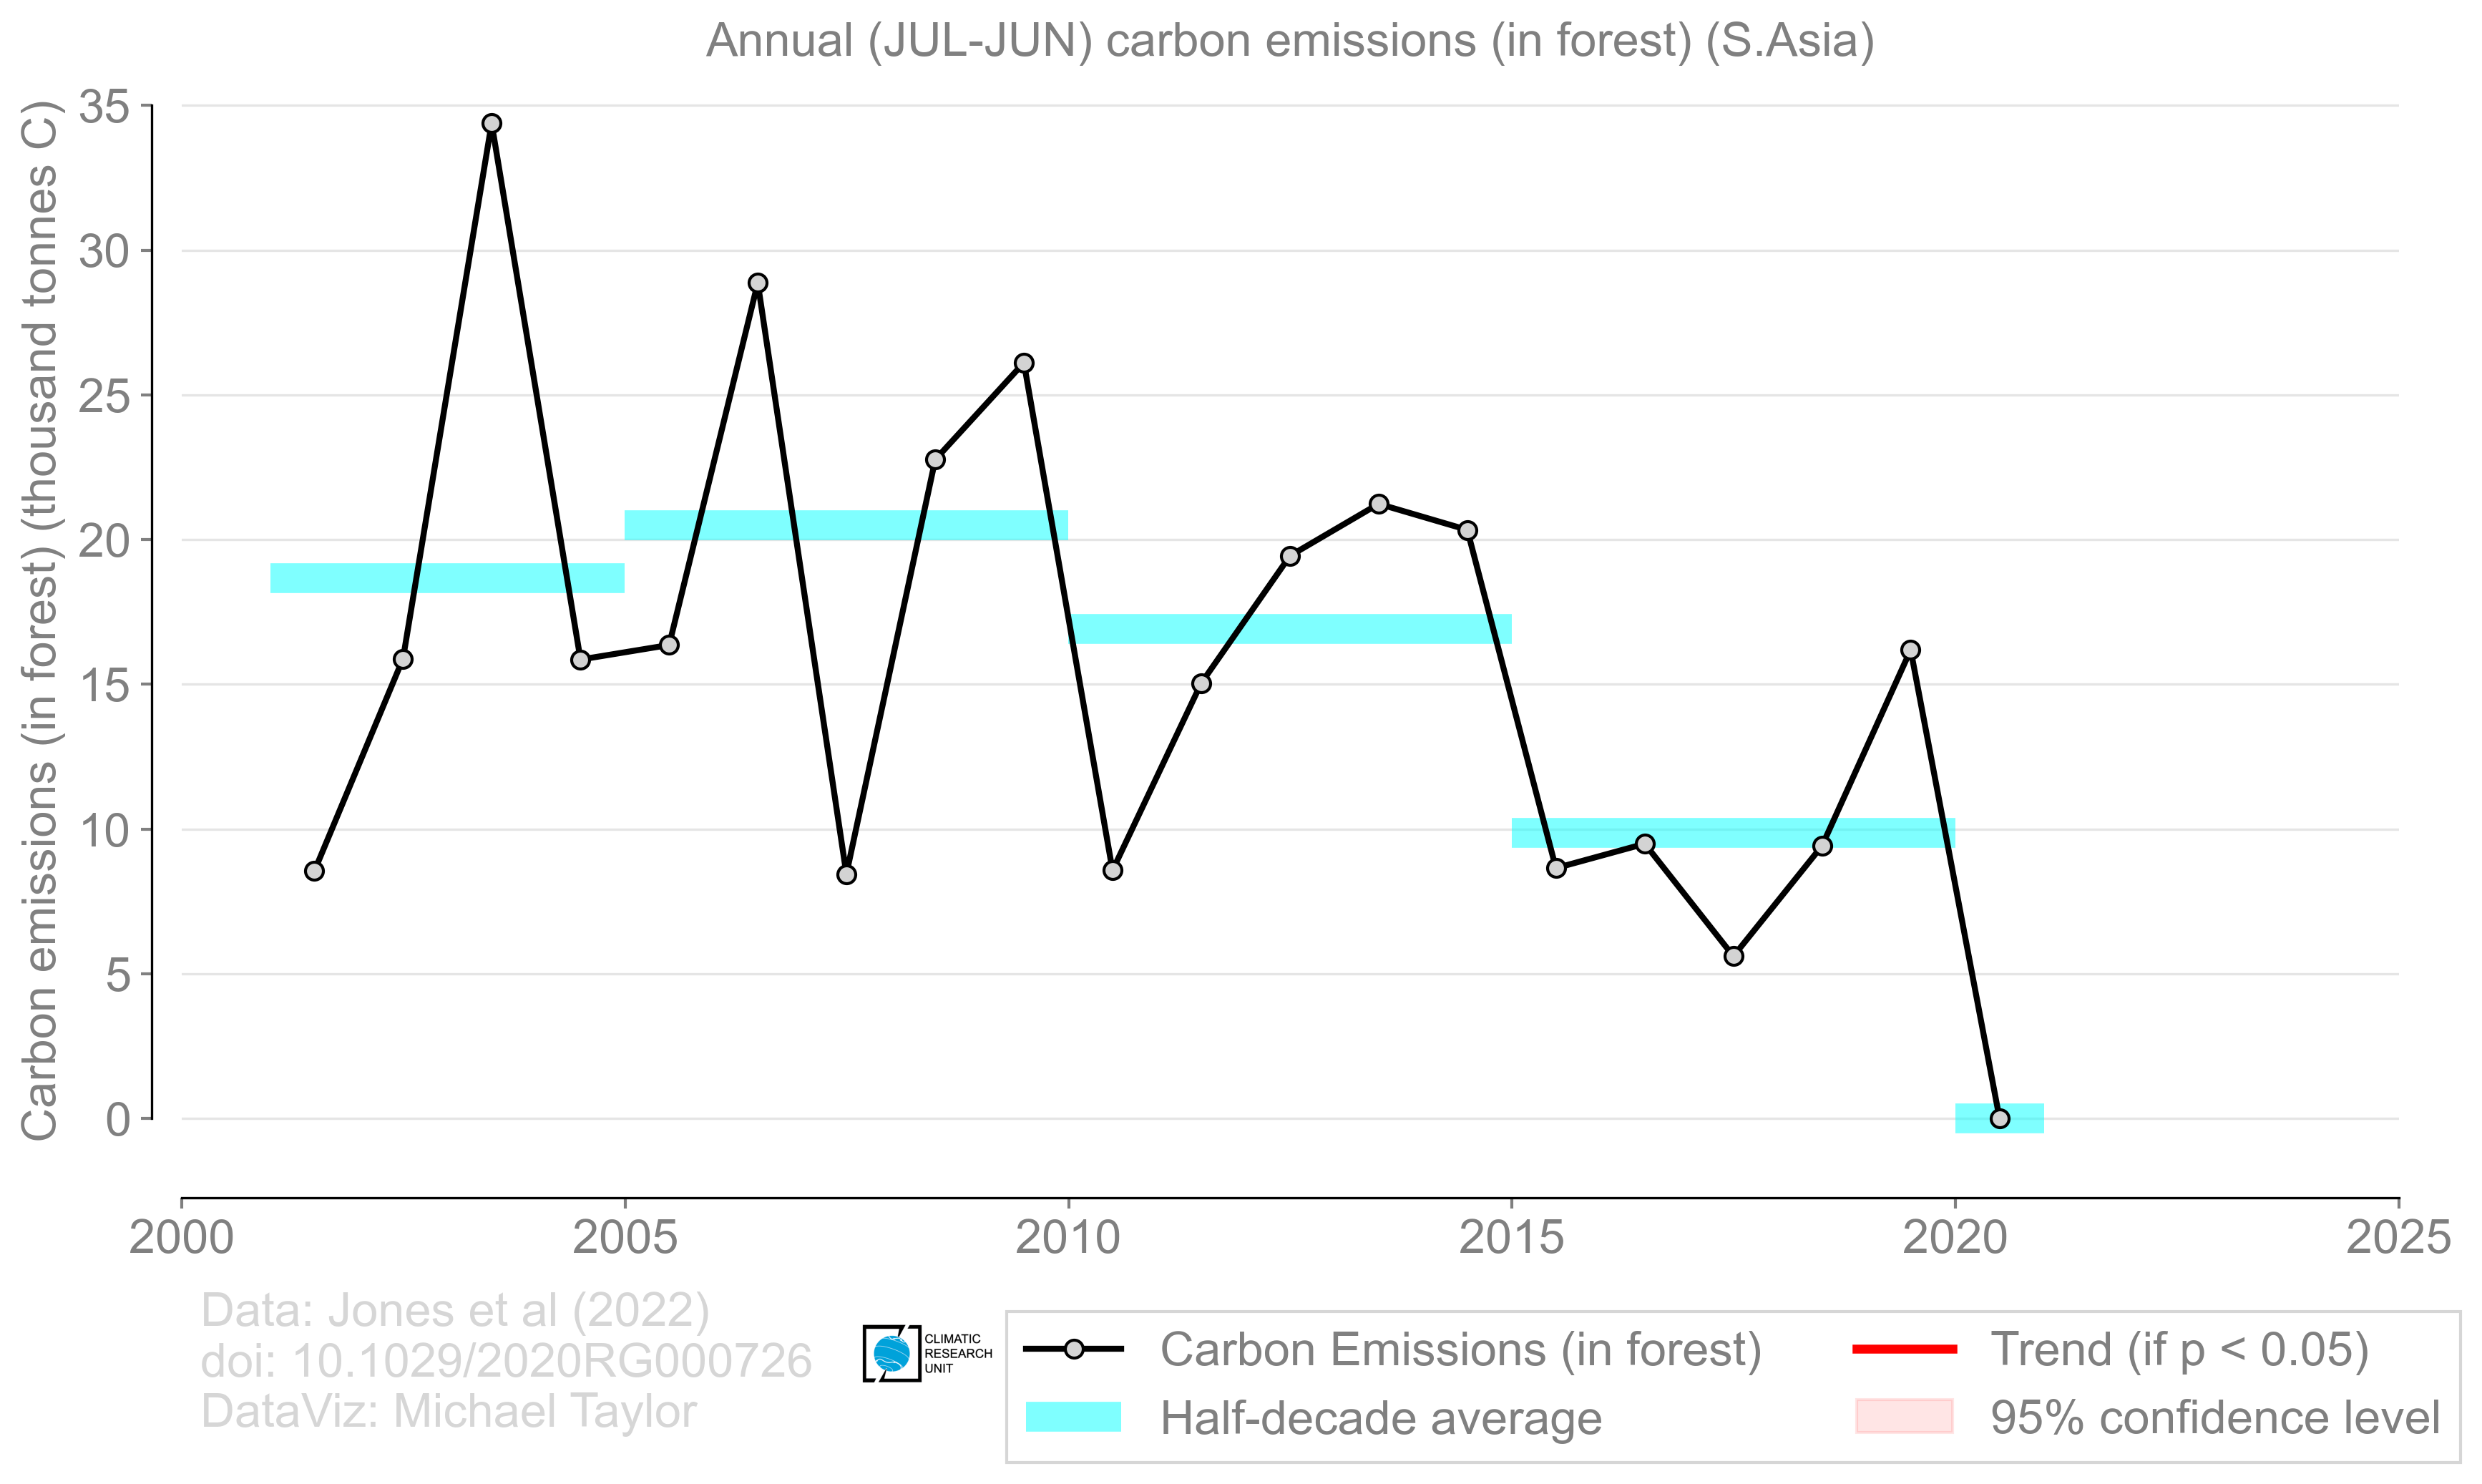 Annual (JUL-JUN) carbon emissions (in forest) (S.Asia)
Carbon emissions (in forest) (thousand tonnes C)
35
30
25
20
15
10
5
0
2000 2005 2010 2015 2020 2025
Data: Jones et al (2022)
doi: 10.1029/2020RG000726
DataViz: Michael Taylor
CLIMATIC
RESEARCH
UNIT
Carbon Emissions (in forest)
Half-decade average
Trend (if p < 0.05)
95% confidence level